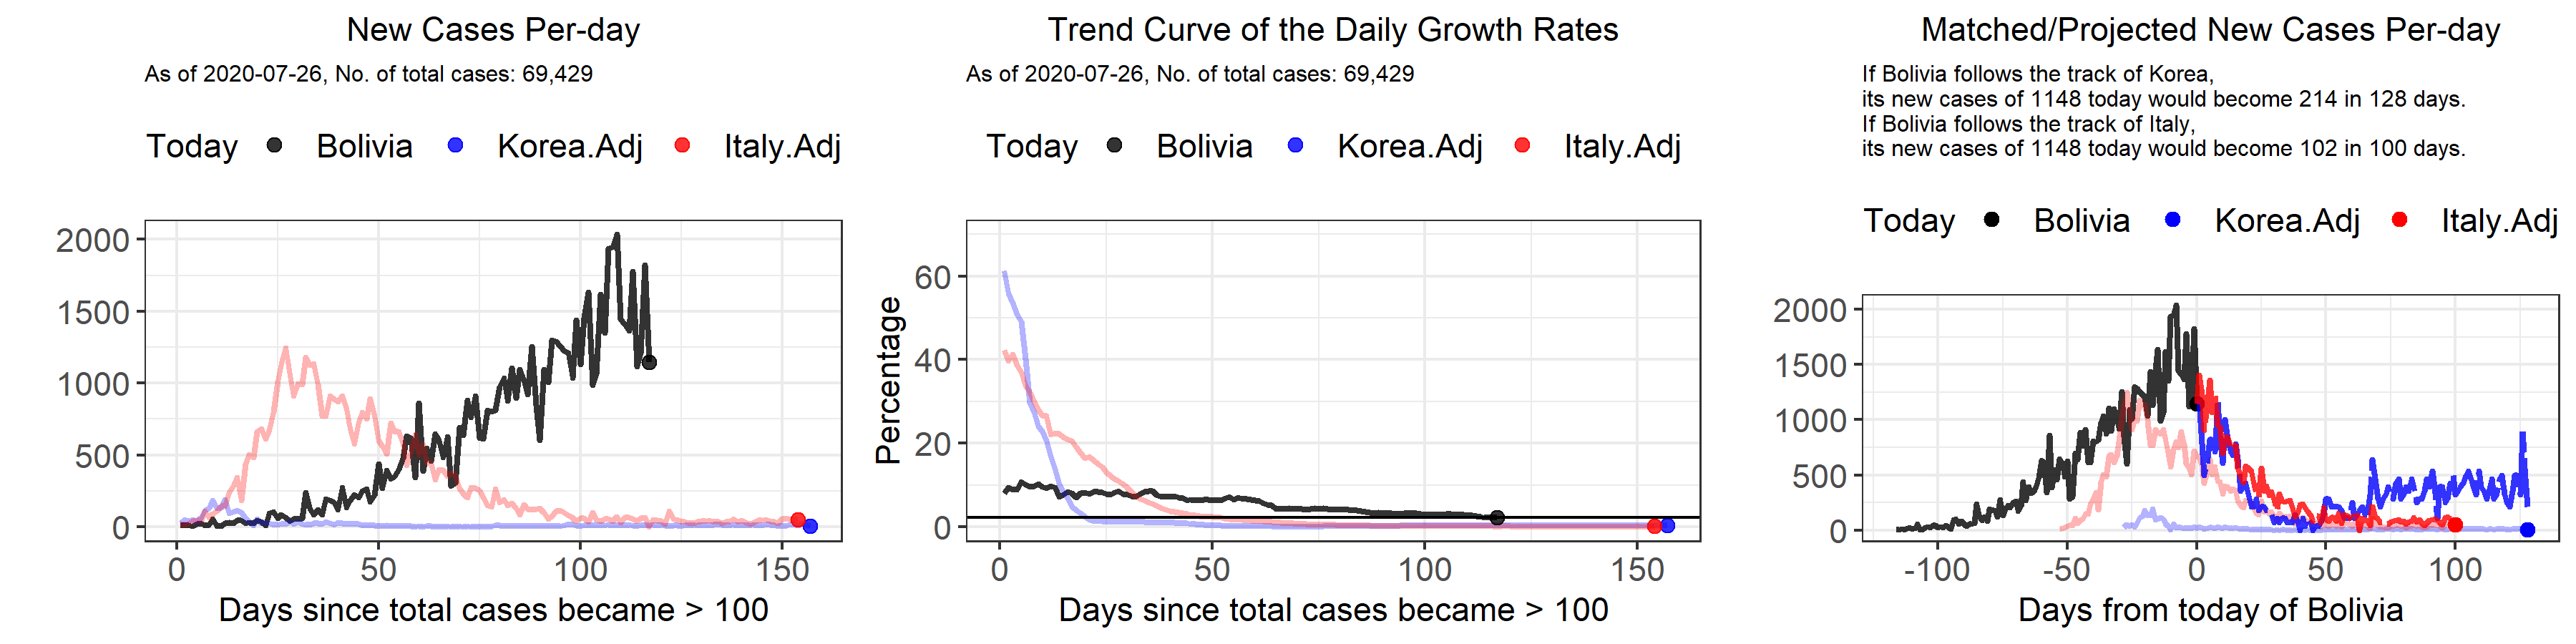 New Cases Per-day
As of 2020-07-26, No. of total cases: 69,429
Today Bolivia Korea.Adj Italy.Adj
2000
1500
1000
500
0
0 50 100 150
Days since total cases became > 100
Trend Curve of the Daily Growth Rates
As of 2020-07-26, No. of total cases: 69,429
Today Bolivia Korea.Adj Italy.Adj
Percentage
60
40
20
0
0 50 100 150
Days since total cases became > 100
Matched/Projected New Cases Per-day
If Bolivia follows the track of Korea,
its new cases of 1148 today would become 214 in 128 days.
If Bolivia follows the track of Italy,
its new cases of 1148 today would become 102 in 100 days.
Today Bolivia Korea.Adj Italy.Adj
2000
1500
1000
500
0
-100 -50 0 50 100
Days from today of Bolivia